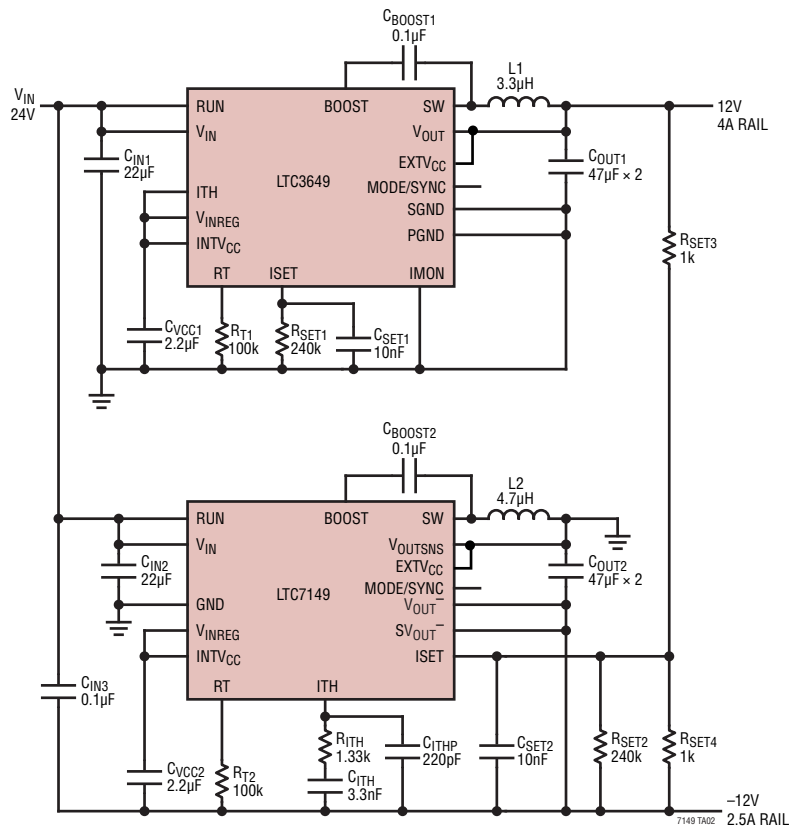 CBOOST1
0.1µF
L1
3.3µH
VIN
24V
RUN
BOOST
SW
12V
4A RAIL
VIN
VOUT
CIN1
22µF
EXTVCC
COUT1
47µF × 2
ITH
LTC3649
MODE/SYNC
VINREG
SGND
INTVCC
PGND
RSET3
1k
RT
ISET
IMON
CVCC1
2.2µF
RT1
100k
RSET1
240k
CSET1
10nF
CBOOST2
0.1µF
L2
4.7µH
RUN
BOOST
SW
VIN
VOUTSNS
CIN2
22µF
EXTVCC
COUT2
47µF × 2
LTC7149
MODE/SYNC
GND
VOUT–
VINREG
SVOUT–
INTVCC
ISET
CIN3
0.1µF
RT
ITH
RITH
1.33k
CITHP
220pF
CSET2
10nF
RSET2
240k
RSET4
1k
CVCC2
2.2µF
RT2
100k
CITH
3.3nF
–12V
2.5A RAIL
7149 TA02